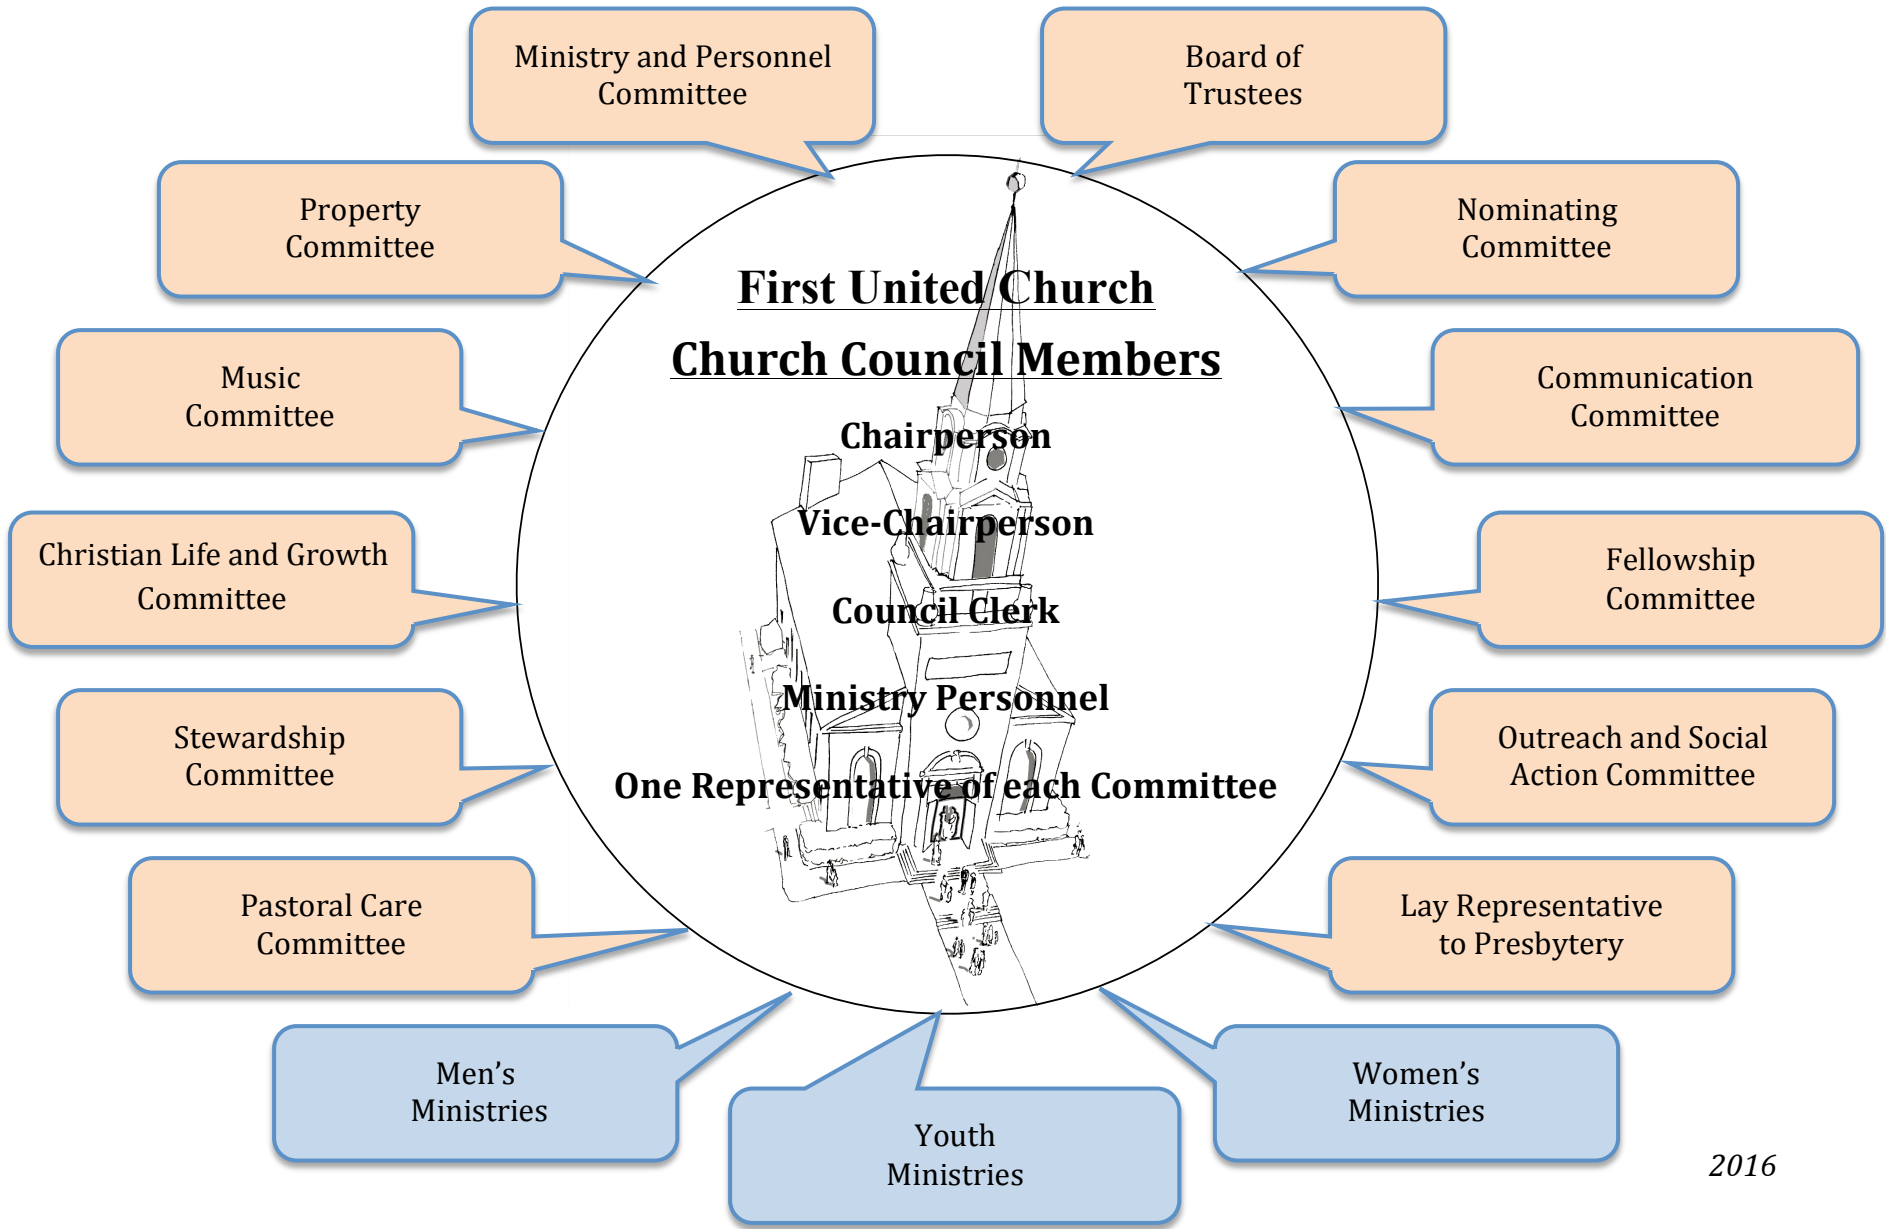 Ministry and Personnel
Committee
Board of
Trustees
Property
Committee
Nominating
Committee
First United Church
Church Council Members
Chairperson
Vice-Chairperson
Council Clerk
Ministry Personnel
One Representative of each Committee
Music
Committee
Communication
Committee
Christian Life and Growth
Committee
Fellowship
Committee
Stewardship
Committee
Outreach and Social
Action Committee
Pastoral Care
Committee
Lay Representative
to Presbytery
Men’s
Ministries
Youth
Ministries
Women’s
Ministries
2016